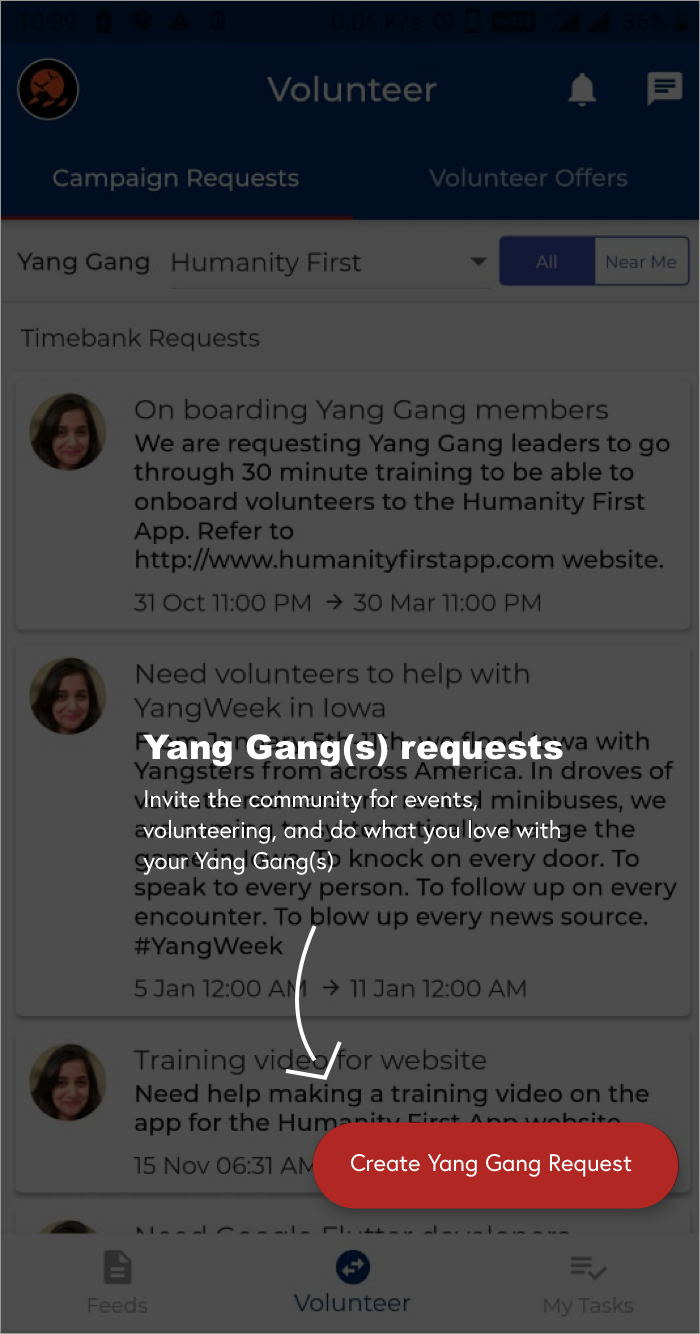 10:39 0.06 K/s 36%
Volunteer
Campaign Requests Volunteer Offers
Yang Gang Humanity First All Near Me
Timebank Requests
On boarding Yang Gang members
We are requesting Yang Gang leaders to go
through 30 minute training to be able to
onboard volunteers to the Humanity First
App. Refer to
http://www.humanityfirstapp.com website.
31 Oct 11:00 PM → 30 Mar 11:00 PM
Need volunteers to help with
YangWeek in Iowa
From January 5th-11th, we flood Iowa with
Yang Gang(s) requests
Yangsters from across America. In droves of
Invite the community for events,
minibuses, we
volunteering, and do what you love with
the
your Yang Gang(s)
To knock on every door. To
speak to every person. To follow up on every
encounter. To blow up every news source.
#YangWeek
5 Jan 12:00 AM → 11 Jan 12:00 AM
Training video for website
Need help making a training video on the
app for the Humanity First App website
15 Nov 06:31 AM
Create Yang Gang Request
Need Google Flutter developers
Feeds Volunteer My Tasks